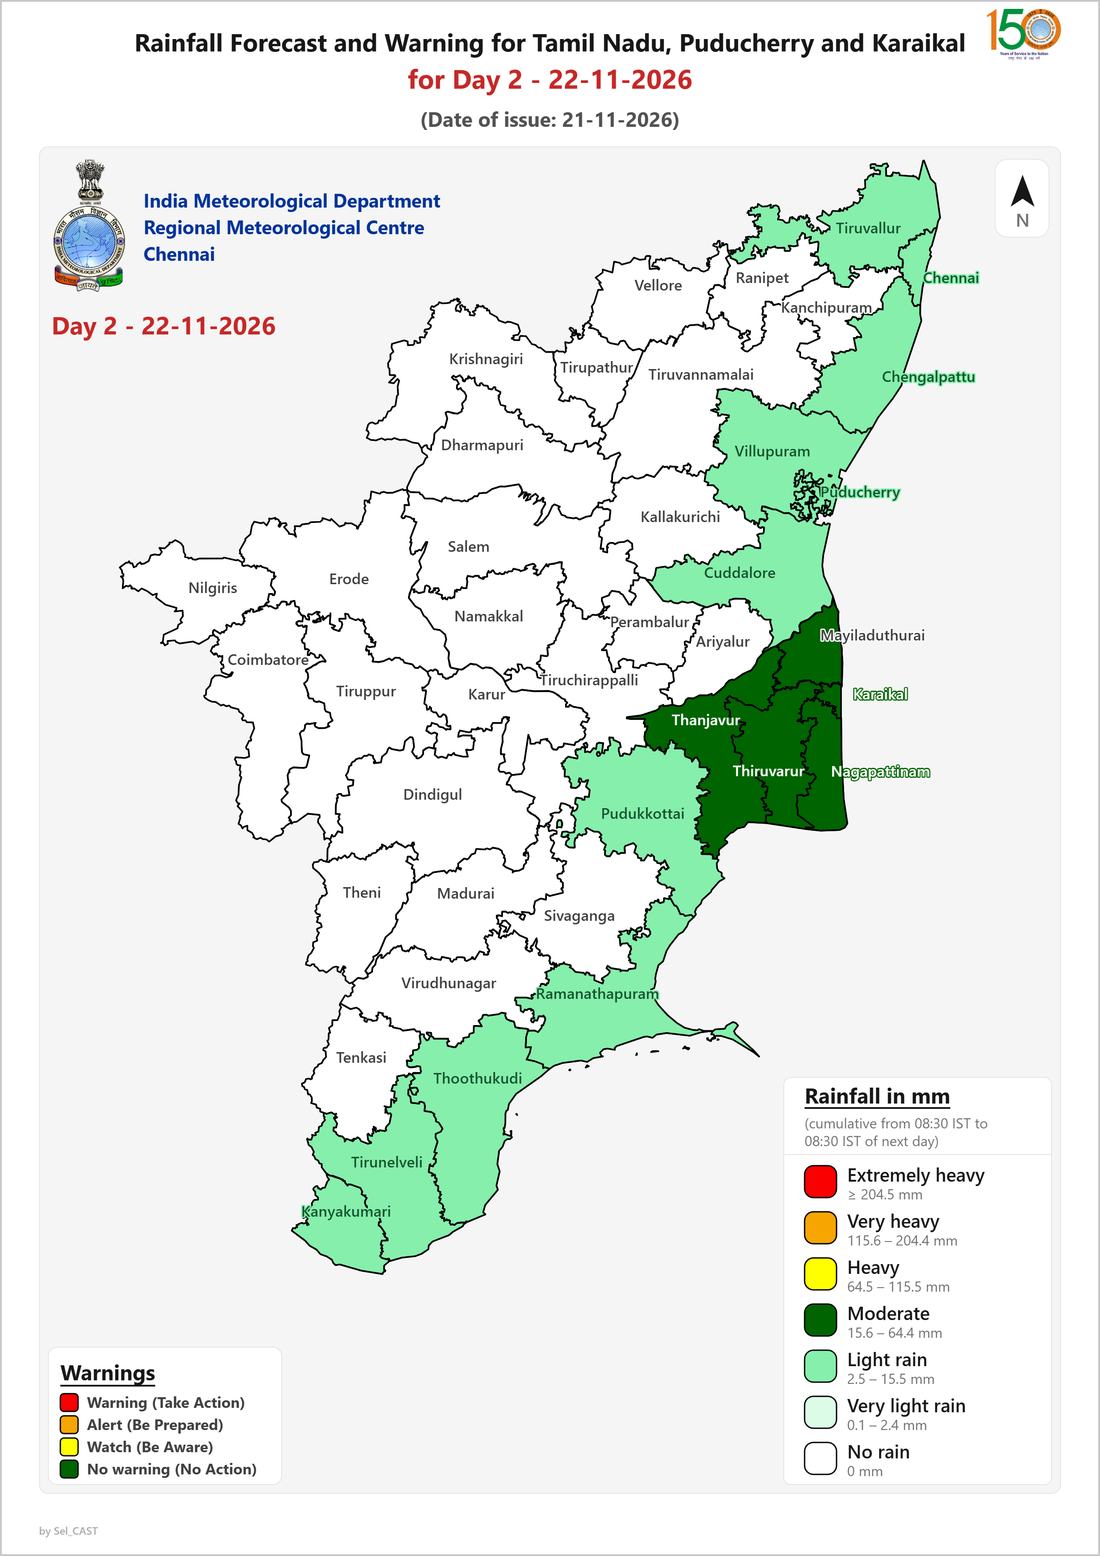 Rainfall Forecast and Warning for Tamil Nadu, Puducherry and Karaikal
for Day 2 - 22-11-2026
(Date of issue: 21-11-2026)
150
Years of Service to the Nation
India Meteorological Department
Regional Meteorological Centre
Chennai
Day 2 - 22-11-2026
N
Tiruvallur
Chennai
Vellore
Ranipet
Kanchipuram
Krishnagiri
Tirupathur
Tiruvannamalai
Chengalpattu
Dharmapuri
Villupuram
Puducherry
Kallakurichi
Salem
Cuddalore
Nilgiris
Erode
Namakkal
Perambalur
Ariyalur
Mayiladuthurai
Coimbatore
Tiruppur
Karur
Tiruchirappalli
Karaikal
Thanjavur
Thiruvarur
Nagapattinam
Dindigul
Pudukkottai
Theni
Madurai
Sivaganga
Virudhunagar
Ramanathapuram
Tenkasi
Thoothukudi
Tirunelveli
Kanyakumari
Rainfall in mm
(cumulative from 08:30 IST to
08:30 IST of next day)
Extremely heavy
≥ 204.5 mm
Very heavy
115.6 – 204.4 mm
Heavy
64.5 – 115.5 mm
Moderate
15.6 – 64.4 mm
Light rain
2.5 – 15.5 mm
Very light rain
0.1 – 2.4 mm
No rain
0 mm
Warnings
Warning (Take Action)
Alert (Be Prepared)
Watch (Be Aware)
No warning (No Action)
by Sel_CAST